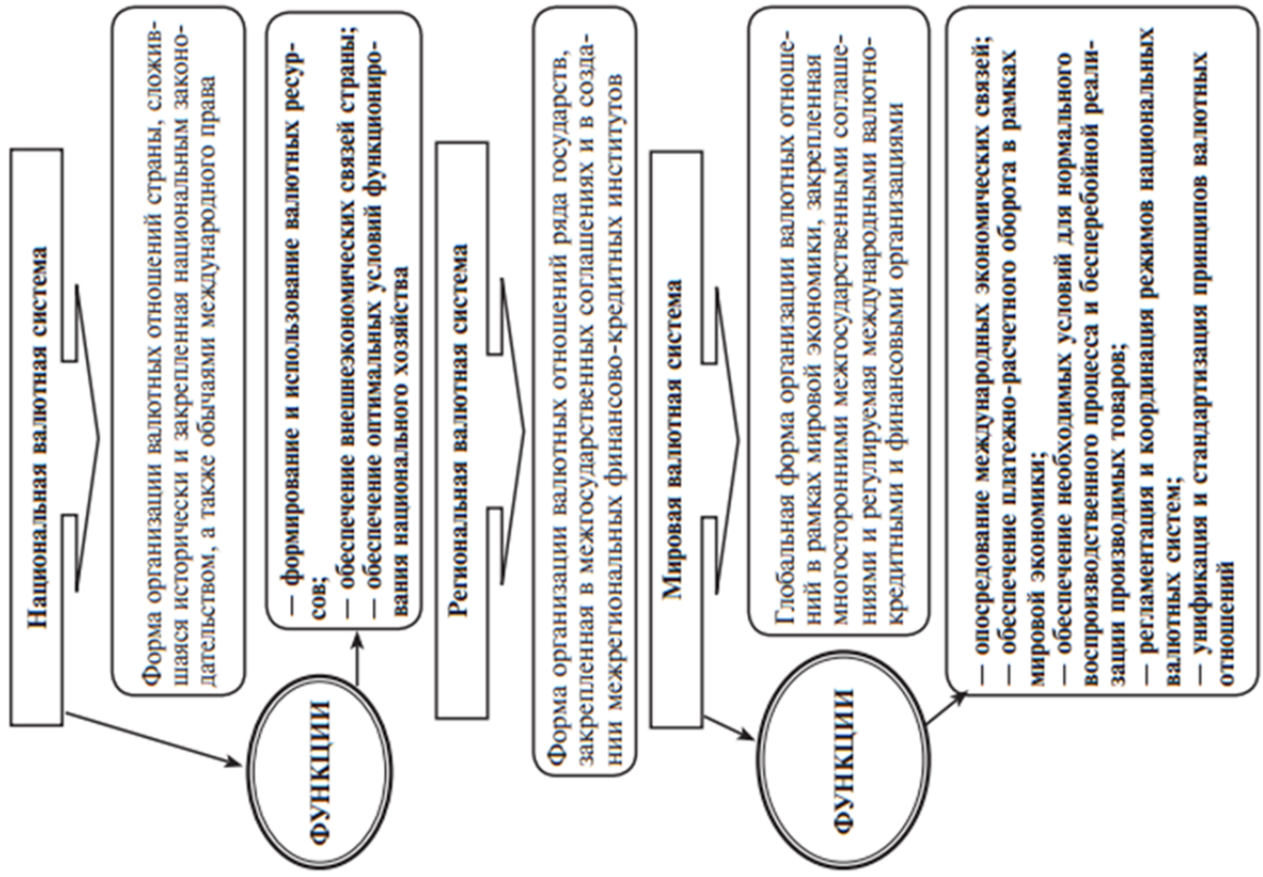 Национальная валютная система
Форма организации валютных отношений страны, сложив-
шаяся исторически и закрепленная национальным законо-
дательством, а также обычаями международного права
ФУНКЦИИ
— формирование и использование валютных ресур-
сов;
— обеспечение внешнеэкономических связей страны;
— обеспечение оптимальных условий функциониро-
вания национального хозяйства
Региональная валютная система
Форма организации валютных отношений ряда государств,
закрепленная в межгосударственных соглашениях и в созда-
нии межрегиональных финансово-кредитных институтов
Мировая валютная система
Глобальная форма организации валютных отноше-
ний в рамках мировой экономики, закрепленная
многосторонними межгосударственными соглаше-
ниями и регулируемая международными валютно-
кредитными и финансовыми организациями
ФУНКЦИИ
— опосредование международных экономических связей;
— обеспечение платежно-расчетного оборота в рамках
мировой экономики;
— обеспечение необходимых условий для нормального
воспроизводственного процесса и бесперебойной реали-
зации производимых товаров;
— регламентация и координация режимов национальных
валютных систем;
— унификация и стандартизация принципов валютных
отношений